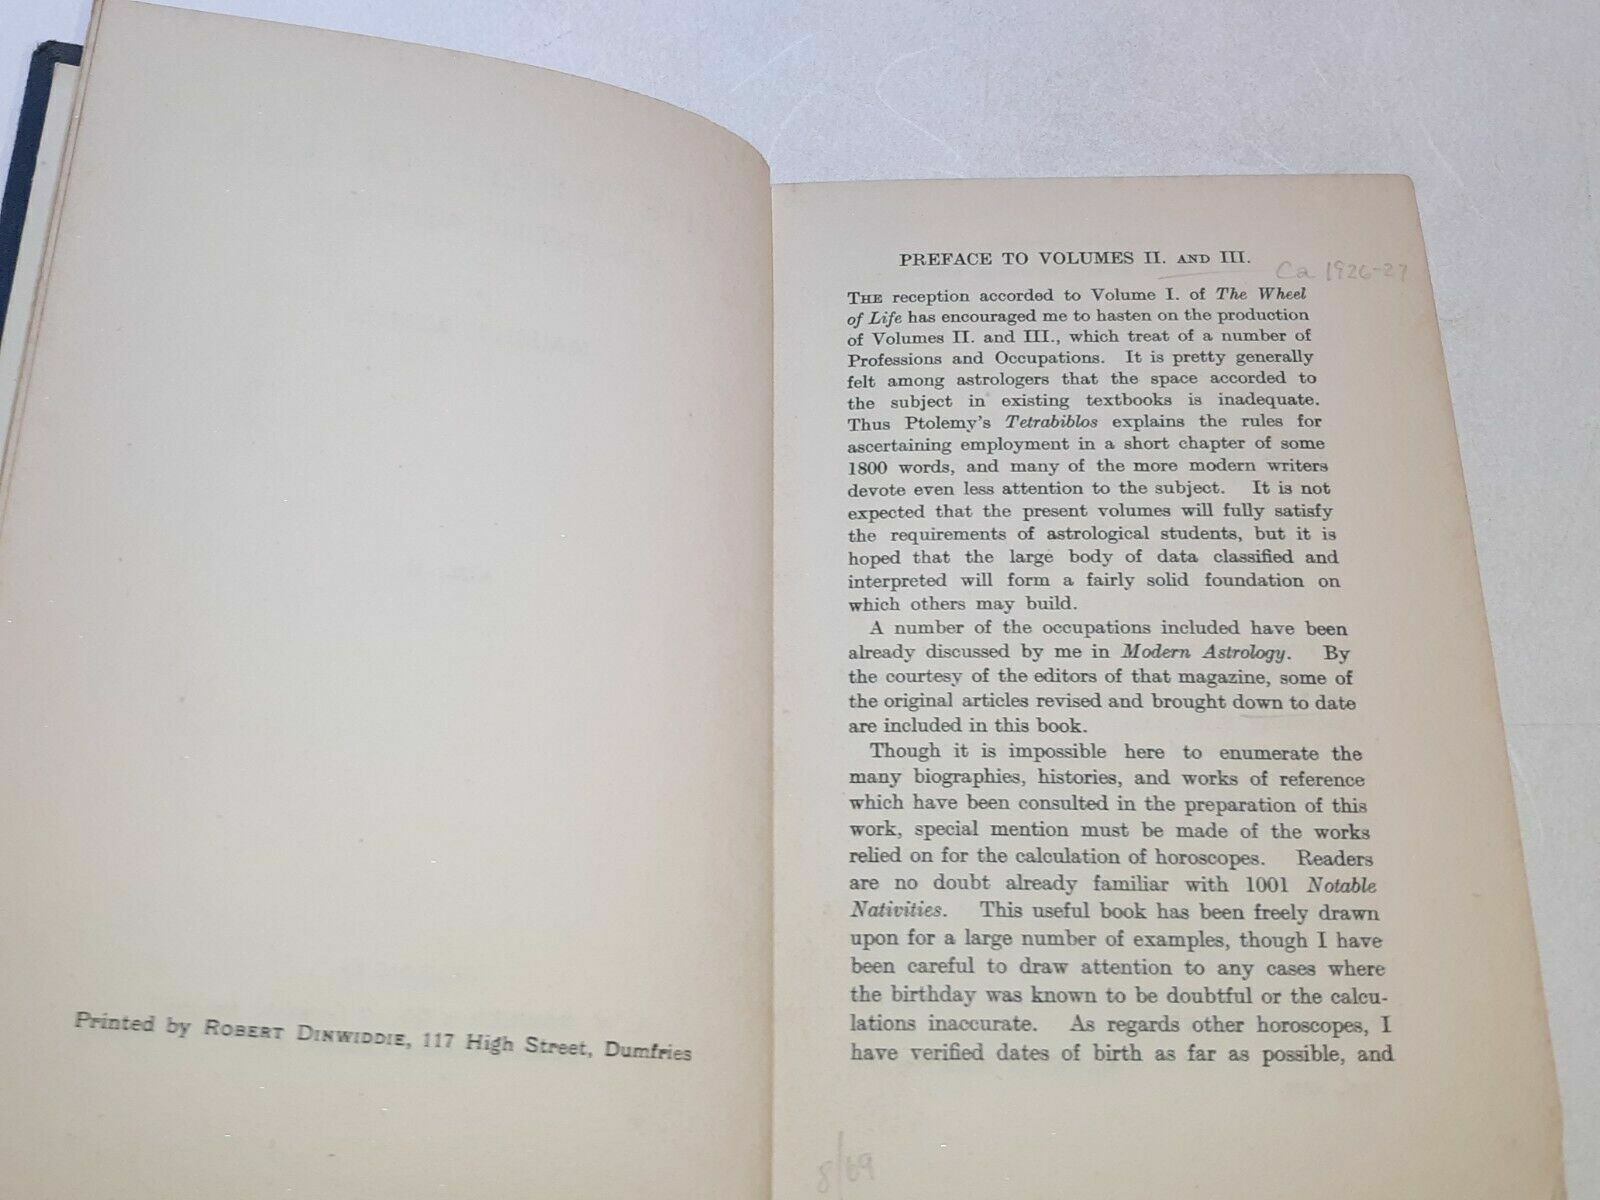 Printed by ROBERT DINWIDDIE, 117 High Street, Dumfries
PREFACE TO VOLUMES II. AND III.
Ca 1926-27
THE reception accorded to Volume I. of The Wheel
of Life has encouraged me to hasten on the production
of Volumes II. and III., which treat of a number of
Professions and Occupations. It is pretty generally
felt among astrologers that the space accorded to
the subject in existing textbooks is inadequate.
Thus Ptolemy's Tetrabiblos explains the rules for
ascertaining employment in a short chapter of some
1800 words, and many of the more modern writers
devote even less attention to the subject. It is not
expected that the present volumes will fully satisfy
the requirements of astrological students, but it is
hoped that the large body of data classified and
interpreted will form a fairly solid foundation on
which others may build.
A number of the occupations included have been
already discussed by me in Modern Astrology. By
the courtesy of the editors of that magazine, some of
the original articles revised and brought down to date
are included in this book.
Though it is impossible here to enumerate the
many biographies, histories, and works of reference
which have been consulted in the preparation of this
work, special mention must be made of the works
relied on for the calculation of horoscopes. Readers
are no doubt already familiar with 1001 Notable
Nativities. This useful book has been freely drawn
upon for a large number of examples, though I have
been careful to draw attention to any cases where
the birthday was known to be doubtful or the calcu-
lations inaccurate. As regards other horoscopes, I
have verified dates of birth as far as possible, and
8/69